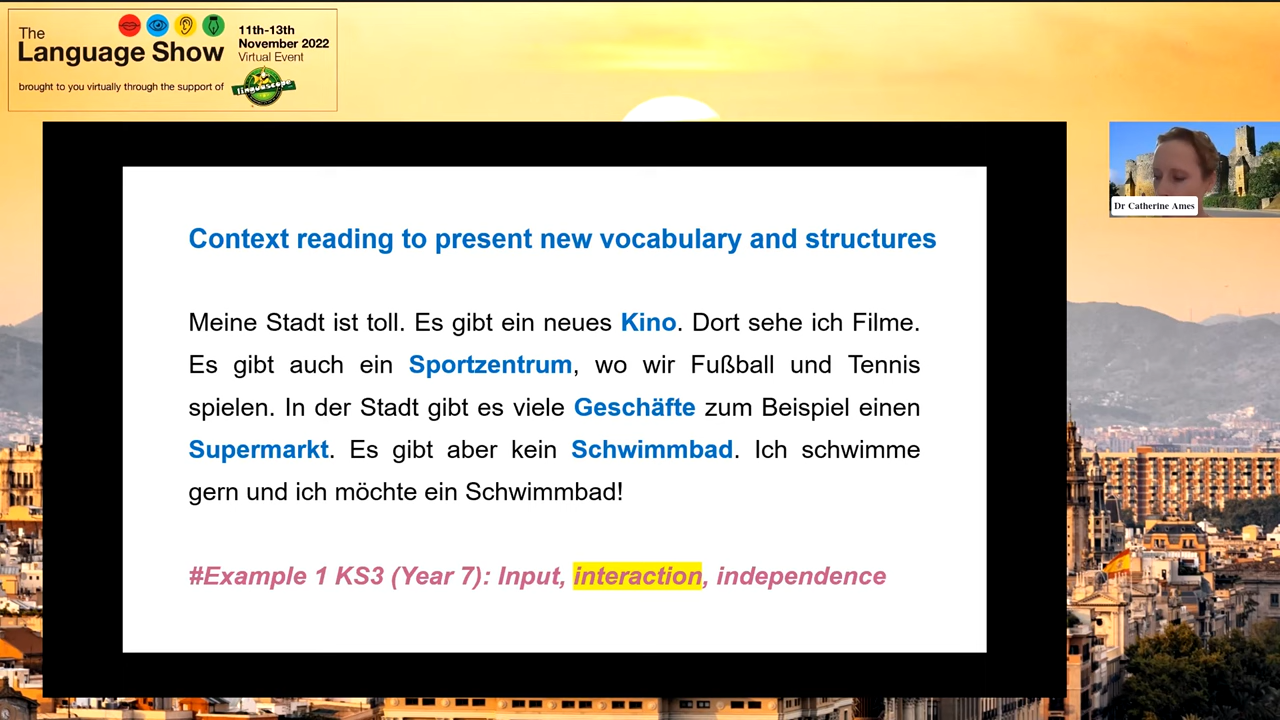 The
Language Show
11th-13th
November 2022
Virtual Event
brought to you virtually through the support of
linguascope
Dr Catherine Ames
Context reading to present new vocabulary and structures
Meine Stadt ist toll. Es gibt ein neues Kino. Dort sehe ich Filme.
Es gibt auch ein Sportzentrum, wo wir Fußball und Tennis
spielen. In der Stadt gibt es viele Geschäfte zum Beispiel einen
Supermarkt. Es gibt aber kein Schwimmbad. Ich schwimme
gern und ich möchte ein Schwimmbad!
#Example 1 KS3 (Year 7): Input, interaction, independence